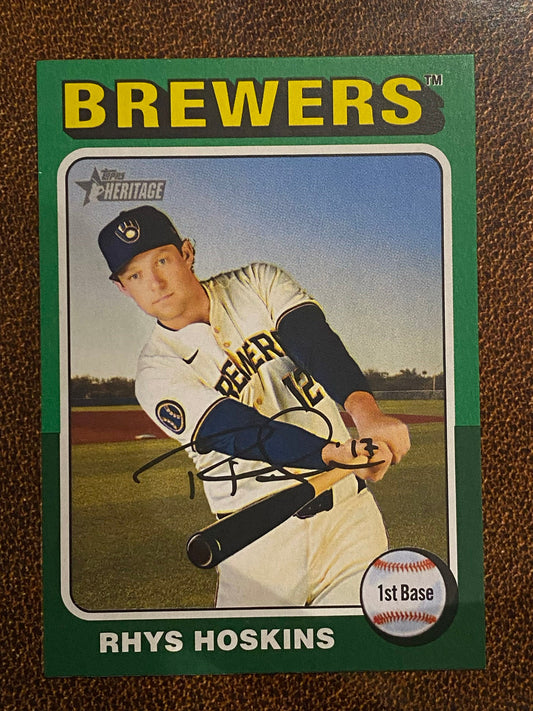 BREWERS™
topps
HERITAGE
BREWERS
12
1st Base
RHYS HOSKINS